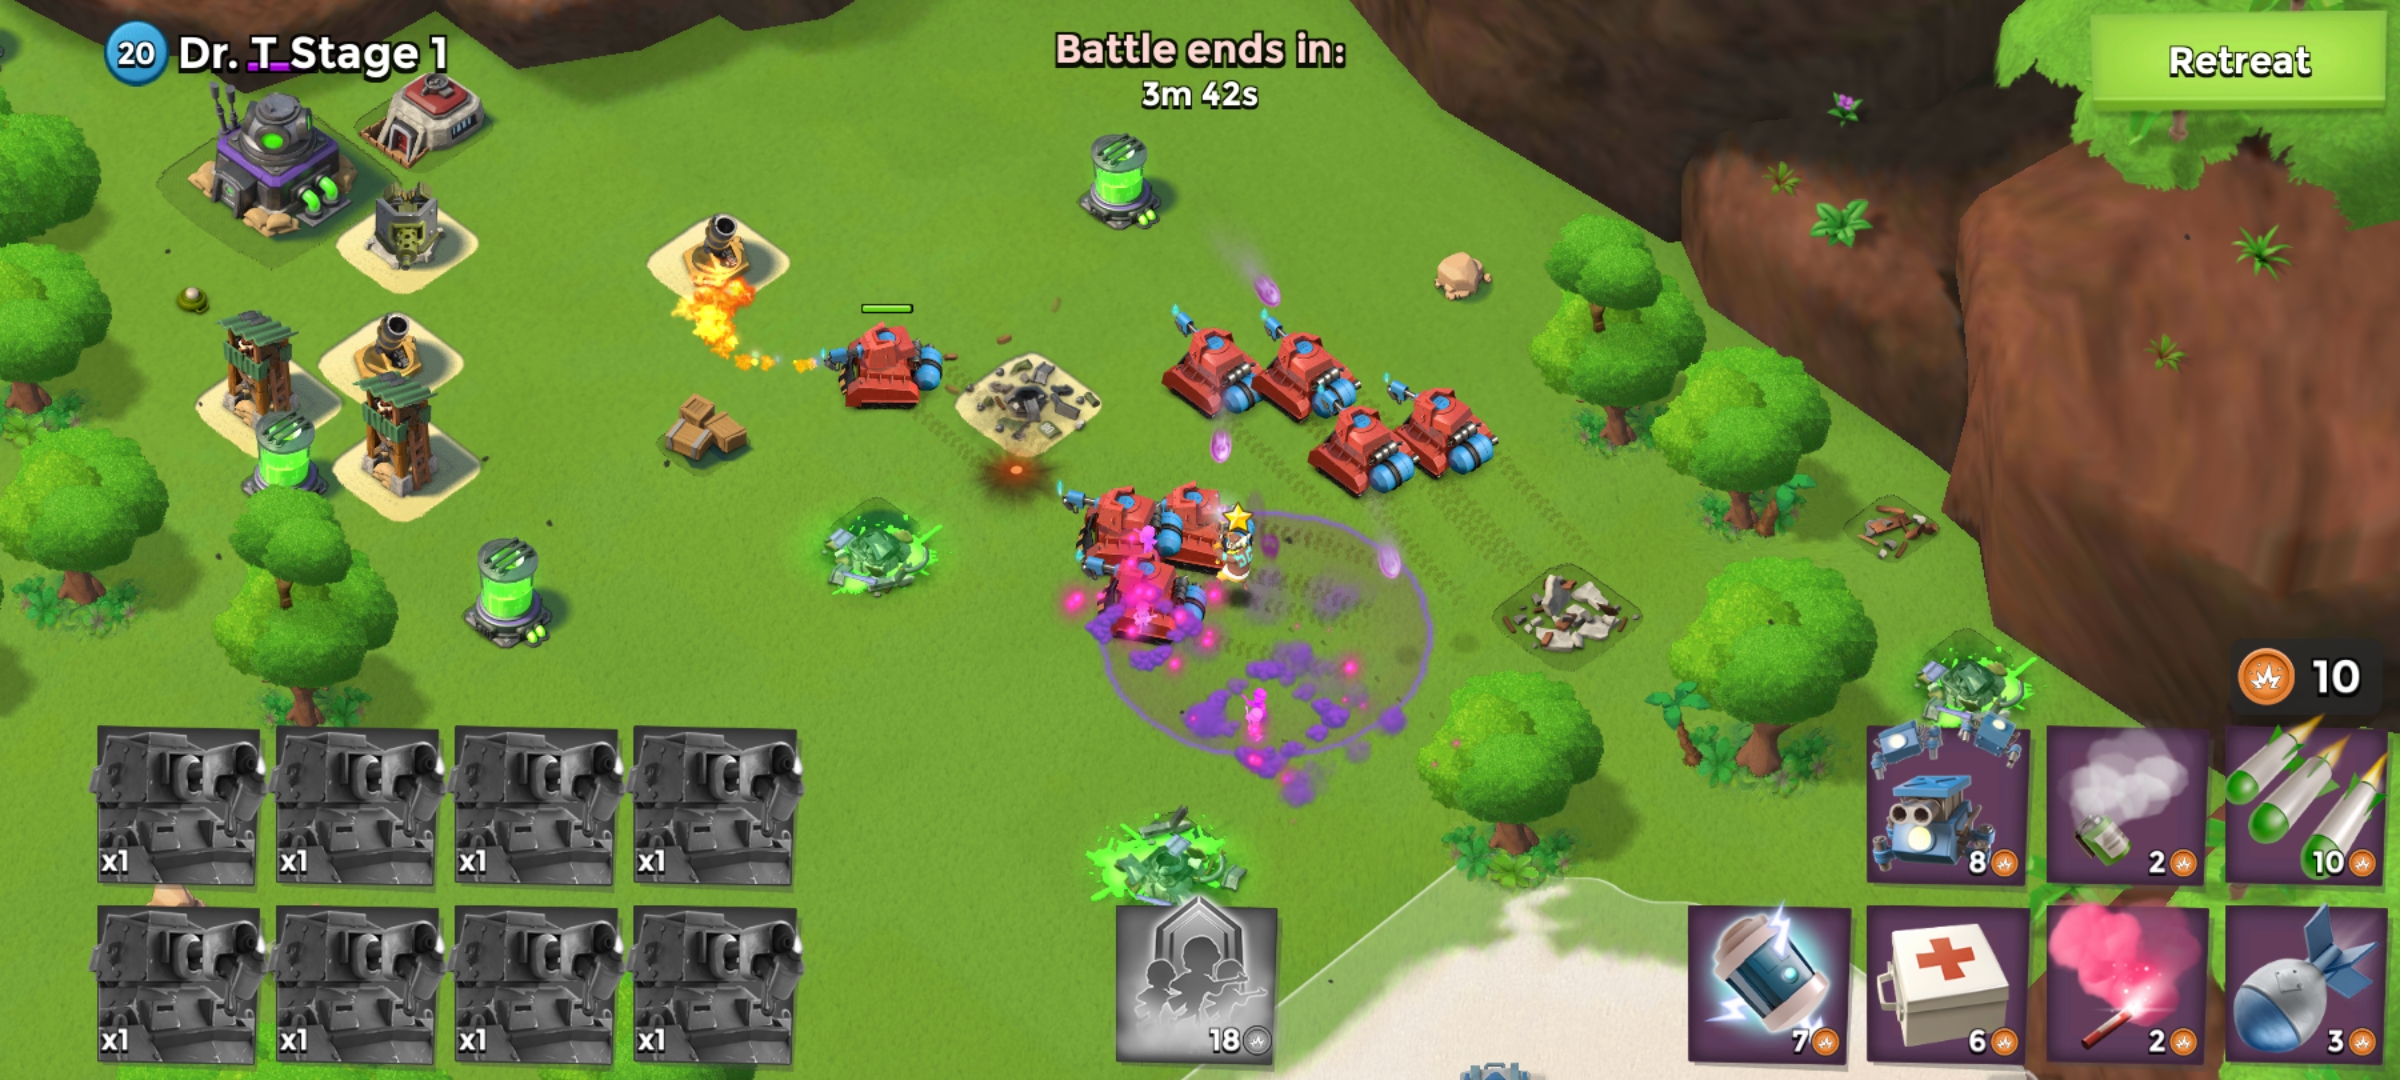 20 Dr. T Stage 1
Battle ends in:
3m 42s
Retreat
10
x1 x1 x1 x1
8 2 10
x1 x1 x1 x1
18
7 6 2 3